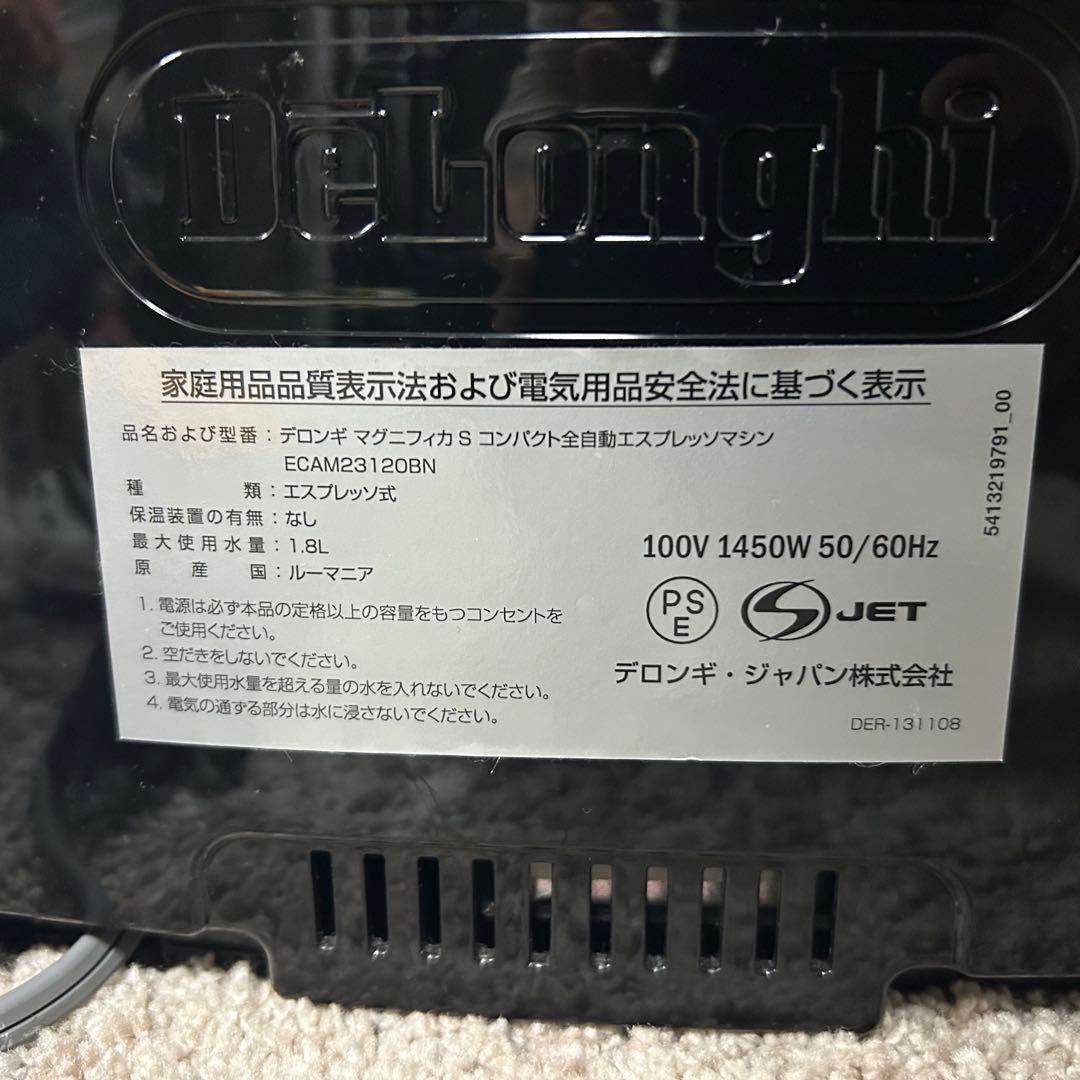 DeLonghi
家庭用品品質表示法および電気用品安全法に基づく表示
品名および型番：デロンギ マグニフィカ S コンパクト全自動エスプレッソマシン
ECAM23120BN
種類：エスプレッソ式
保温装置の有無：なし
最大使用水量：1.8L
原産国：ルーマニア
1. 電源は必ず本品の定格以上の容量をもつコンセントを
ご使用ください。
2. 空だきをしないでください。
3. 最大使用水量を超える量の水を入れないでください。
4. 電気の通ずる部分は水に浸さないでください。
100V 1450W 50/60Hz
PS
E
S JET
デロンギ・ジャパン株式会社
DER-131108
5413219791_00